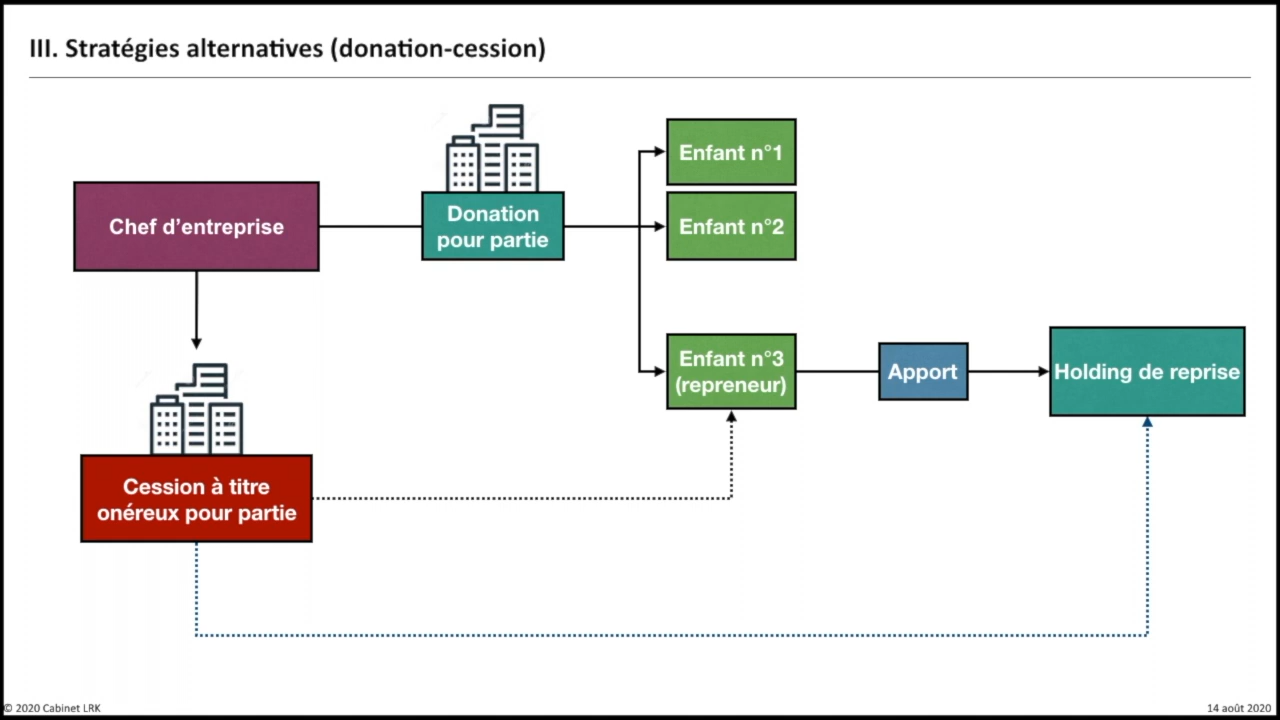 III. Stratégies alternatives (donation-cession)
Chef d’entreprise
Donation
pour partie
Enfant n°1
Enfant n°2
Enfant n°3
(repreneur)
Apport
Holding de reprise
Cession à titre
onéreux pour partie
© 2020 Cabinet LRK
14 août 2020